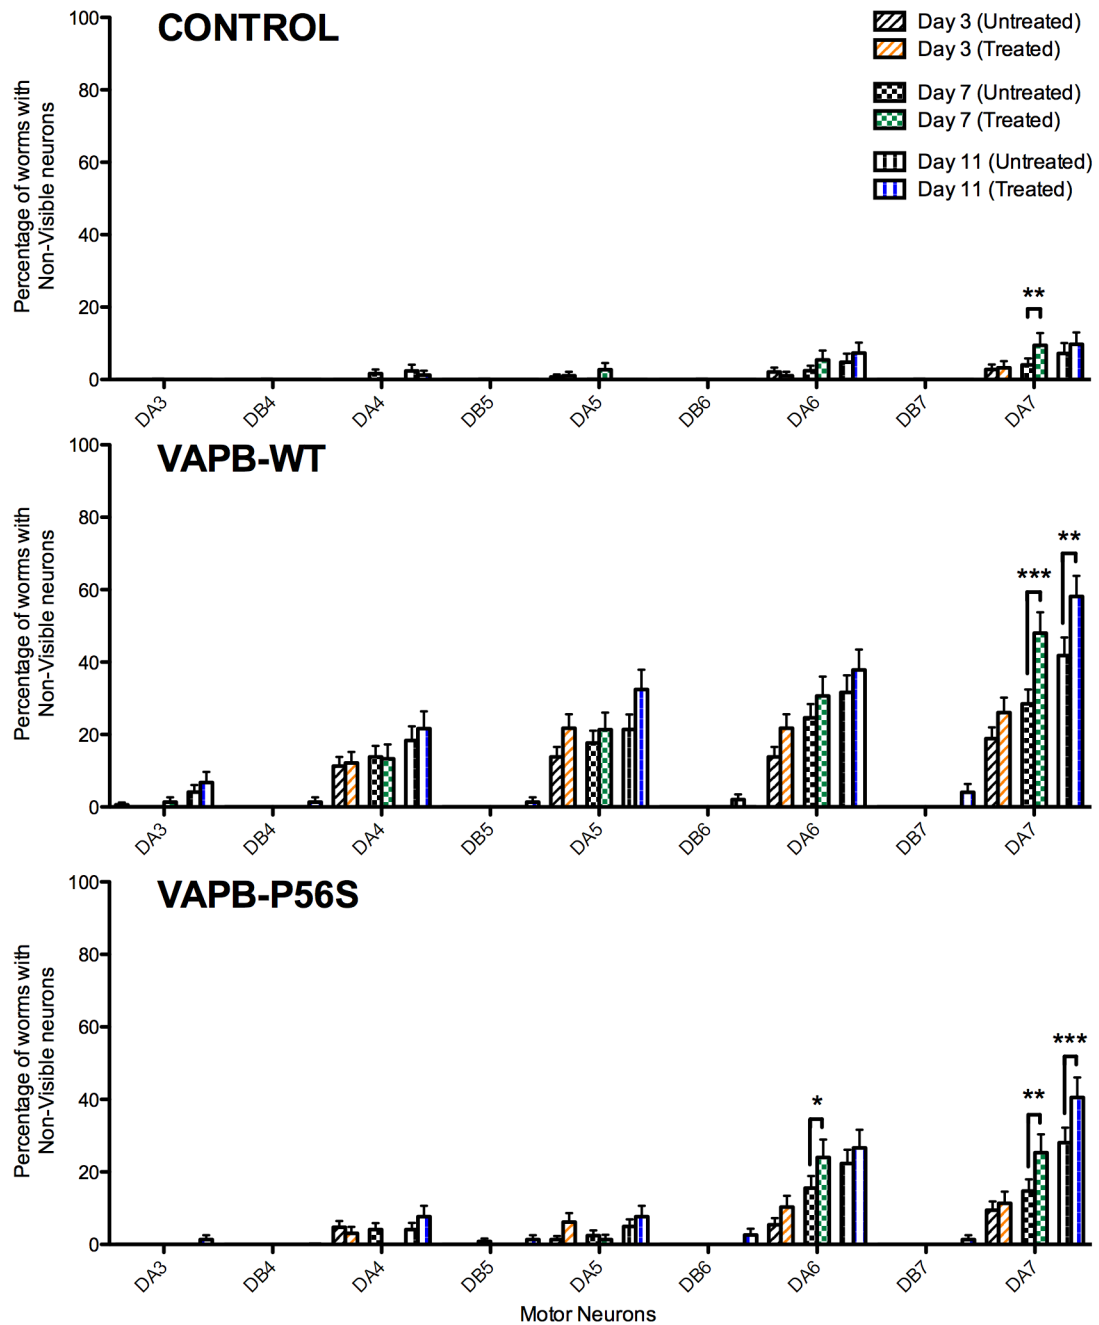 CONTROL
Day 3 (Untreated)
Day 3 (Treated)
Day 7 (Untreated)
Day 7 (Treated)
Day 11 (Untreated)
Day 11 (Treated)
Percentage of worms with
Non-Visible neurons
100
80
60
40
20
0
**
DA3 DB4 DA4 DB5 DA5 DB6 DA6 DB7 DA7
VAPB-WT
Percentage of worms with
Non-Visible neurons
100
80
60
40
20
0
*** **
DA3 DB4 DA4 DB5 DA5 DB6 DA6 DB7 DA7
VAPB-P56S
Percentage of worms with
Non-Visible neurons
100
80
60
40
20
0
* ** ***
DA3 DB4 DA4 DB5 DA5 DB6 DA6 DB7 DA7
Motor Neurons